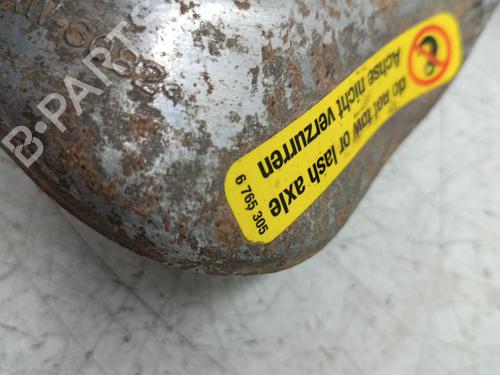 Achse nicht verzurren
do not tow or lash axle
6 765 305
B-PARTS